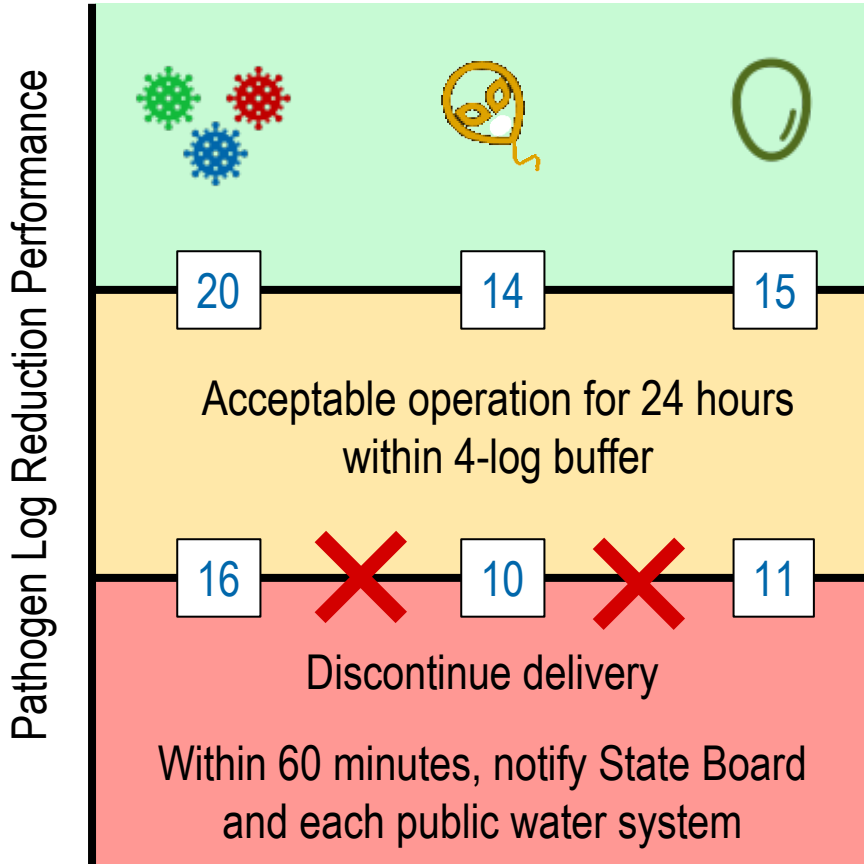 Pathogen Log Reduction Performance
20 14 15
Acceptable operation for 24 hours
within 4-log buffer
16 10 11
Discontinue delivery
Within 60 minutes, notify State Board
and each public water system